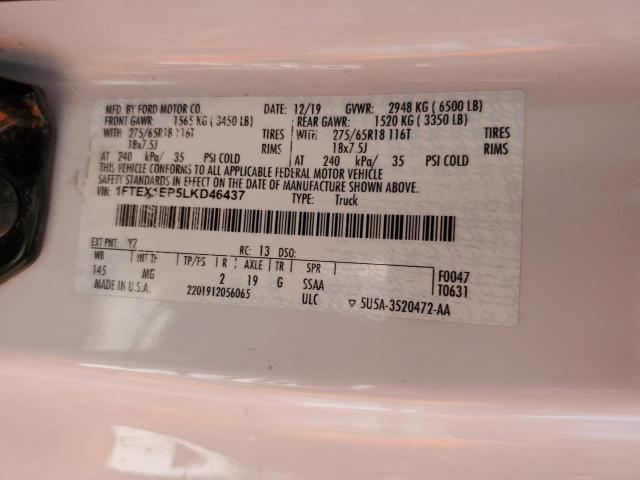 MFD. BY FORD MOTOR CO. DATE: 12/19 GVWR: 2948 KG ( 6500 LB)
FRONT GAWR: 1565 KG ( 3450 LB) REAR GAWR: 1520 KG ( 3350 LB)
WITH 275/65R18 116T TIRES WITH: 275/65R18 116T TIRES
18x7.5J RIMS 18x7.5J RIMS
AT 240 kPa/ 35 PSI COLD AT 240 kPa/ 35 PSI COLD
THIS VEHICLE CONFORMS TO ALL APPLICABLE FEDERAL MOTOR VEHICLE
SAFETY STANDARDS IN EFFECT ON THE DATE OF MANUFACTURE SHOWN ABOVE.
VIN: 1FTEX1EP5LKD46437 TYPE: Truck
EXT PNT: YZ RC: 13 DSO:
WB INT TR TP/PS R AXLE TR SPR F0047
145 MG 2 19 G SSAA T0631
MADE IN U.S.A. 2201912056065 ULC ▽ 5U5A-3520472-AA